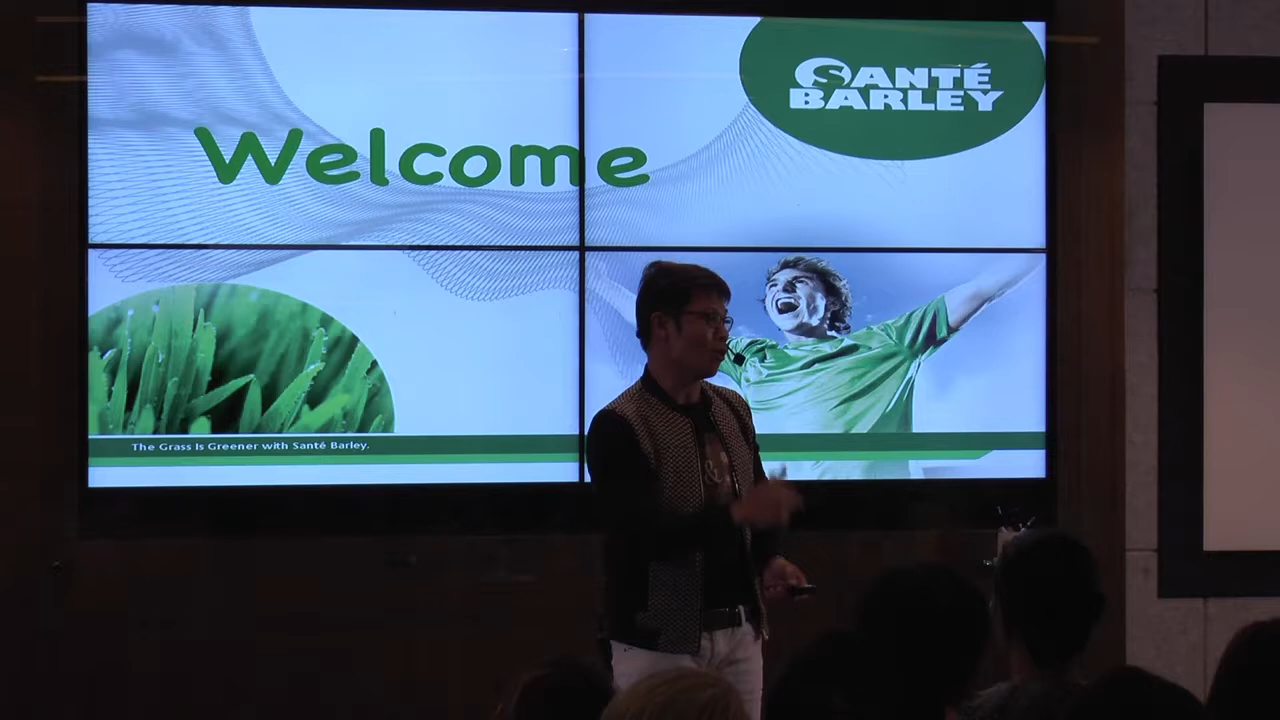 SANTÉ
BARLEY
Welcome
The Grass Is Greener with Santé Barley.
&